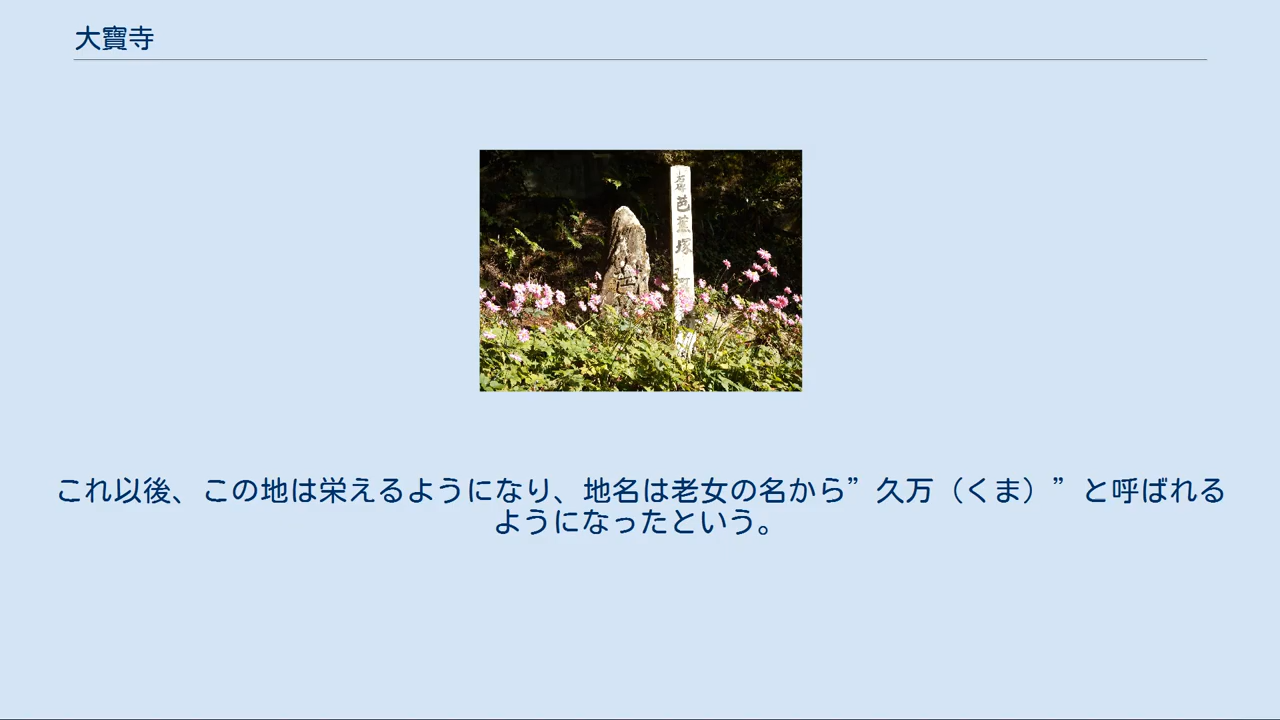 大寶寺
石碑
芭蕉塚
これ以後、この地は栄えるようになり、地名は老女の名から”久万（くま）”と呼ばれる
ようになったという。